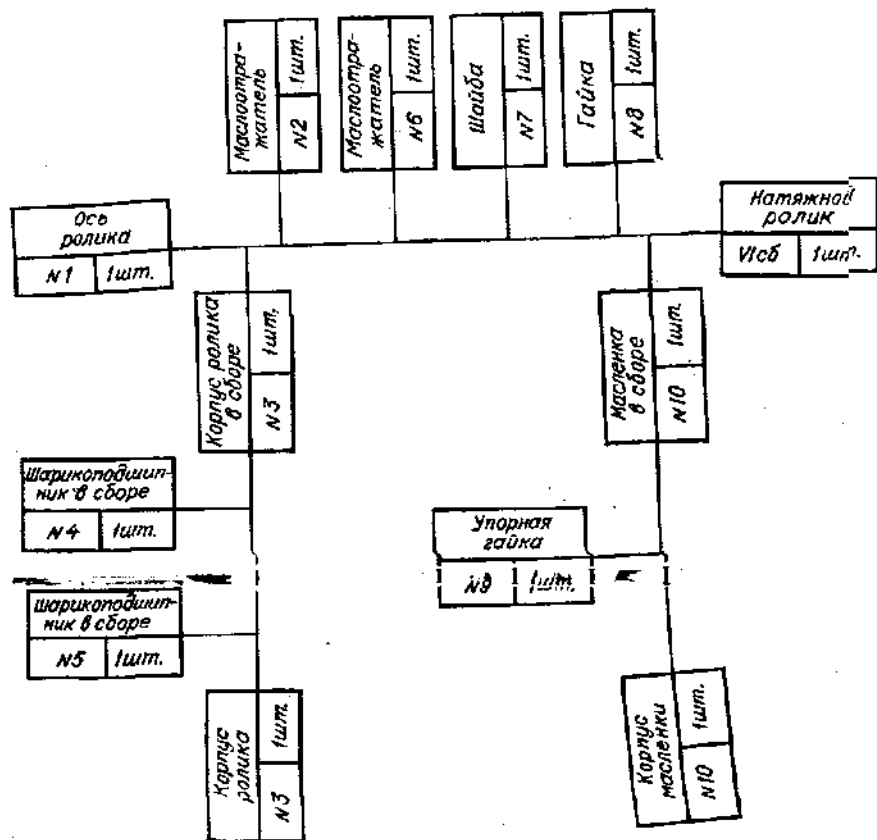 Маслоотра-
жатель
N2
1шт.
Маслоотра-
жатель
N6
1шт.
Шайба
N7
1шт.
Гайка
N8
1шт.
Ось
ролика
N1
1шт.
Натяжной
ролик
VIсб
1шт.
Корпус ролика
в сборе
N3
1шт.
Масленка
в сборе
N10
1шт.
Шарикоподшип-
ник в сборе
N4
1шт.
Упорная
гайка
N9
1шт.
Шарикоподшип-
ник в сборе
N5
1шт.
Корпус
ролика
N3
1шт.
Корпус
масленки
N10
1шт.